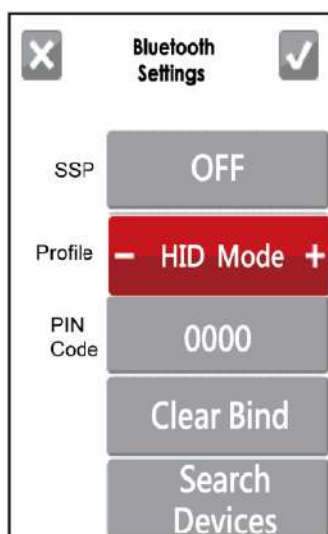 Bluetooth
Settings
SSP OFF
Profile − HID Mode +
PIN
Code 0000
Clear Bind
Search
Devices